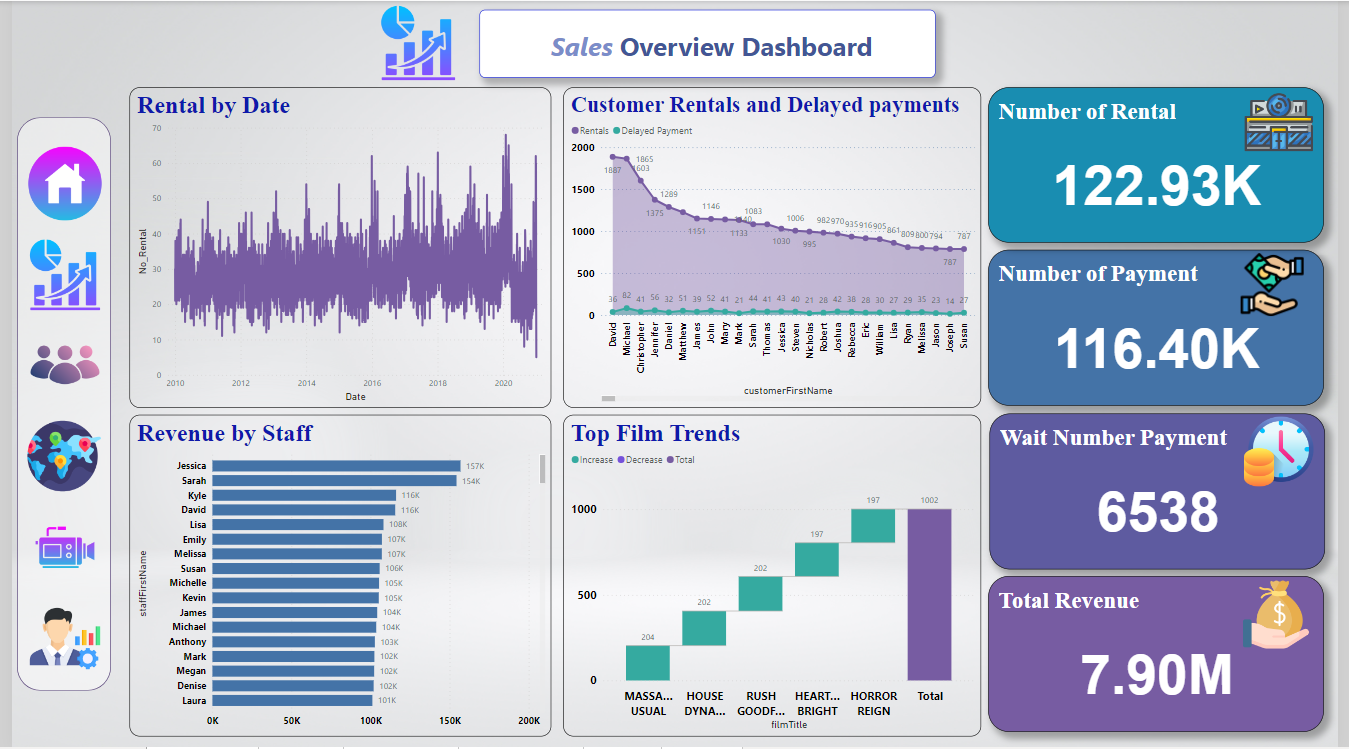 Sales Overview Dashboard
Rental by Date
70
60
50
40
30
20
10
0
No_Rental
2010 2012 2014 2016 2018 2020
Date
Customer Rentals and Delayed payments
Rentals Delayed Payment
2000
1500
1000
500
0
1887 1865 1603 1375 1289 1151 1146 1140 1133 1083 1030 1006 995 982 970 935 916 905 861 809 800 794 787 787
36 82 41 56 32 51 39 52 41 21 44 41 43 40 21 28 42 38 28 30 27 29 35 23 14 27
David Michael Christopher Jennifer Daniel Matthew James John Mary Mark Sarah Thomas Jessica Steven Nicholas Robert Joshua Rebecca Eric William Lisa Ryan Melissa Jason Joseph Susan
customerFirstName
Number of Rental
122.93K
Number of Payment
116.40K
Wait Number Payment
6538
Total Revenue
7.90M
Revenue by Staff
staffFirstName
Jessica 157K
Sarah 154K
Kyle 116K
David 116K
Lisa 108K
Emily 107K
Melissa 107K
Susan 106K
Michelle 105K
Kevin 105K
James 104K
Michael 104K
Anthony 103K
Mark 102K
Megan 102K
Denise 102K
Laura 101K
0K 50K 100K 150K 200K
Top Film Trends
Increase Decrease Total
1000
500
0
204 202 202 197 197 1002
MASSA... HOUSE RUSH HEART... HORROR Total
USUAL DYNA... GOODF... BRIGHT REIGN
filmTitle